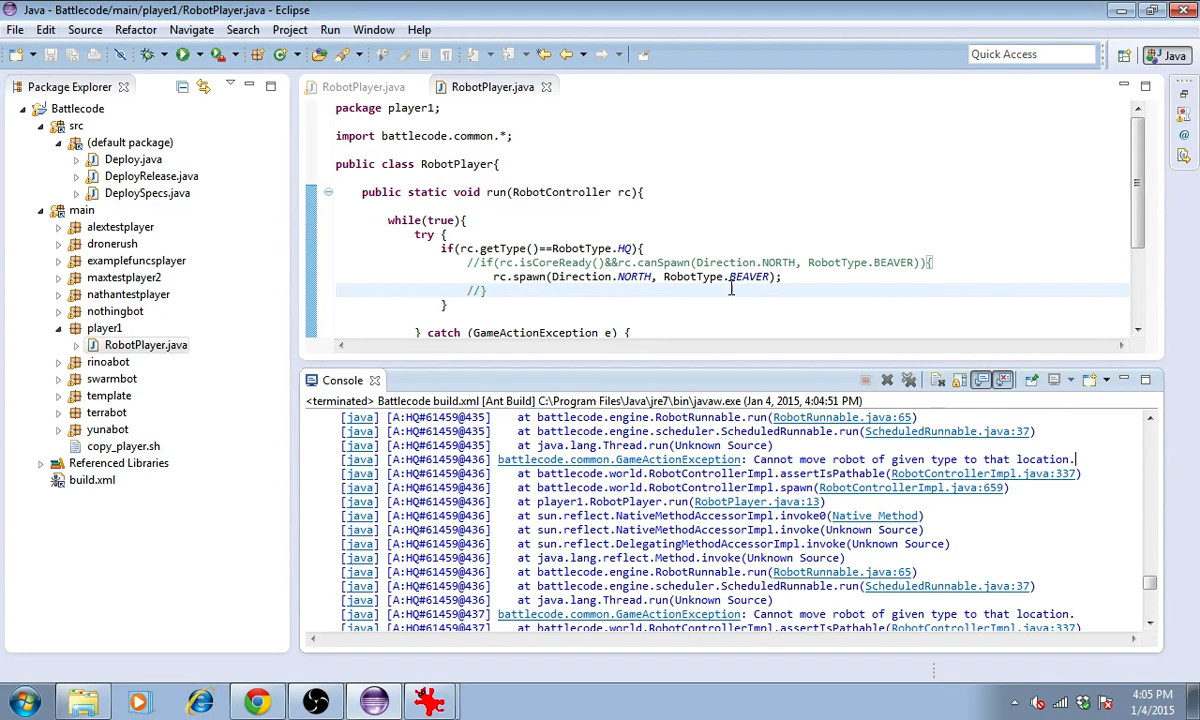 Java - Battlecode/main/player1/RobotPlayer.java - Eclipse
File Edit Source Refactor Navigate Search Project Run Window Help
Quick Access
Java
Package Explorer
Battlecode
src
(default package)
Deploy.java
DeployRelease.java
DeploySpecs.java
main
alextestplayer
dronerush
examplefuncsplayer
maxtestplayer2
nathantestplayer
nothingbot
player1
RobotPlayer.java
rinoabot
swarmbot
template
terrabot
yunabot
copy_player.sh
Referenced Libraries
build.xml
RobotPlayer.java RobotPlayer.java
package player1;
import battlecode.common.*;
public class RobotPlayer{
public static void run(RobotController rc){
while(true){
try {
if(rc.getType()==RobotType.HQ){
//if(rc.isCoreReady()&&rc.canSpawn(Direction.NORTH, RobotType.BEAVER)){
rc.spawn(Direction.NORTH, RobotType.BEAVER);
//}
}
} catch (GameActionException e) {
Console
<terminated> Battlecode build.xml [Ant Build] C:\Program Files\Java\jre7\bin\javaw.exe (Jan 4, 2015, 4:04:51 PM)
[java] [A:HQ#61459@435] at battlecode.engine.RobotRunnable.run(RobotRunnable.java:65)
[java] [A:HQ#61459@435] at battlecode.engine.scheduler.ScheduledRunnable.run(ScheduledRunnable.java:37)
[java] [A:HQ#61459@435] at java.lang.Thread.run(Unknown Source)
[java] [A:HQ#61459@436] battlecode.common.GameActionException: Cannot move robot of given type to that location.
[java] [A:HQ#61459@436] at battlecode.world.RobotControllerImpl.assertIsPathable(RobotControllerImpl.java:337)
[java] [A:HQ#61459@436] at battlecode.world.RobotControllerImpl.spawn(RobotControllerImpl.java:659)
[java] [A:HQ#61459@436] at player1.RobotPlayer.run(RobotPlayer.java:13)
[java] [A:HQ#61459@436] at sun.reflect.NativeMethodAccessorImpl.invoke0(Native Method)
[java] [A:HQ#61459@436] at sun.reflect.NativeMethodAccessorImpl.invoke(Unknown Source)
[java] [A:HQ#61459@436] at sun.reflect.DelegatingMethodAccessorImpl.invoke(Unknown Source)
[java] [A:HQ#61459@436] at java.lang.reflect.Method.invoke(Unknown Source)
[java] [A:HQ#61459@436] at battlecode.engine.RobotRunnable.run(RobotRunnable.java:65)
[java] [A:HQ#61459@436] at battlecode.engine.scheduler.ScheduledRunnable.run(ScheduledRunnable.java:37)
[java] [A:HQ#61459@436] at java.lang.Thread.run(Unknown Source)
[java] [A:HQ#61459@437] battlecode.common.GameActionException: Cannot move robot of given type to that location.
[java] [A:HQ#61459@437] at battlecode.world.RobotControllerImpl.assertIsPathable(RobotControllerImpl.java:337)
4:05 PM
1/4/2015